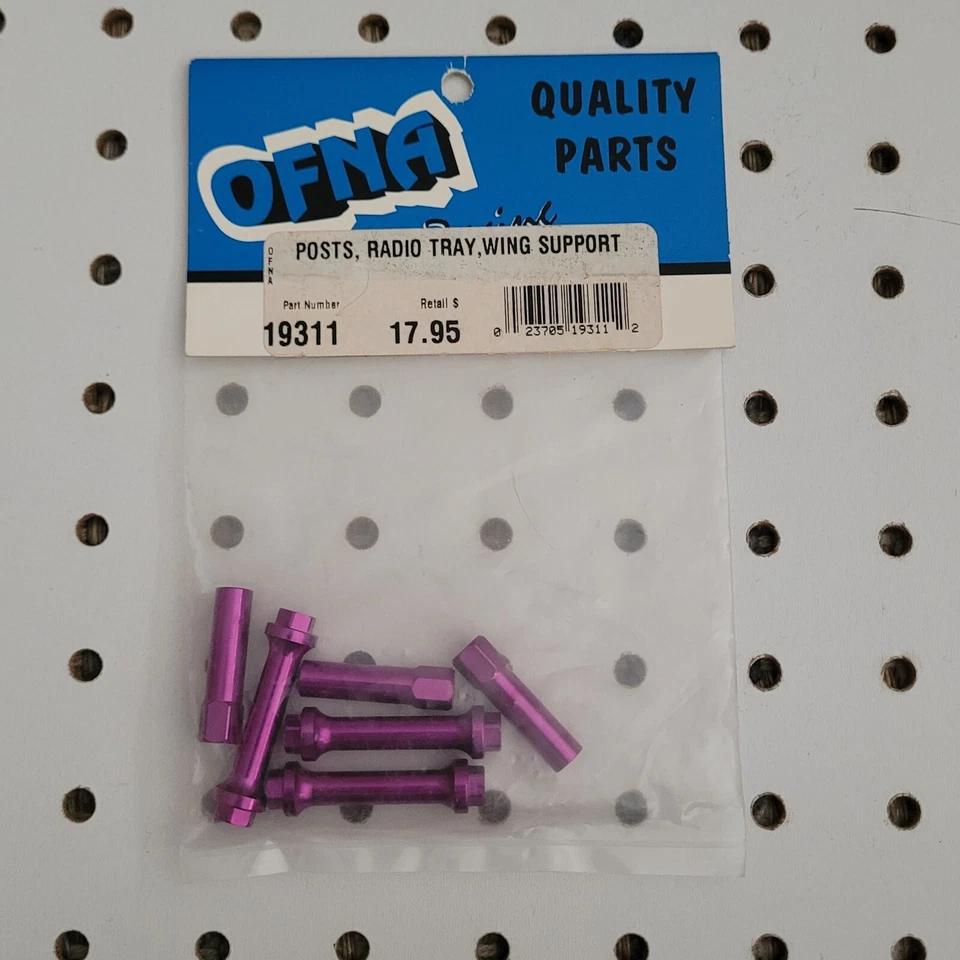 OFNA
QUALITY
PARTS
OFNA
POSTS, RADIO TRAY,WING SUPPORT
Part Number
Retail $
19311
17.95
0 23705 19311 2